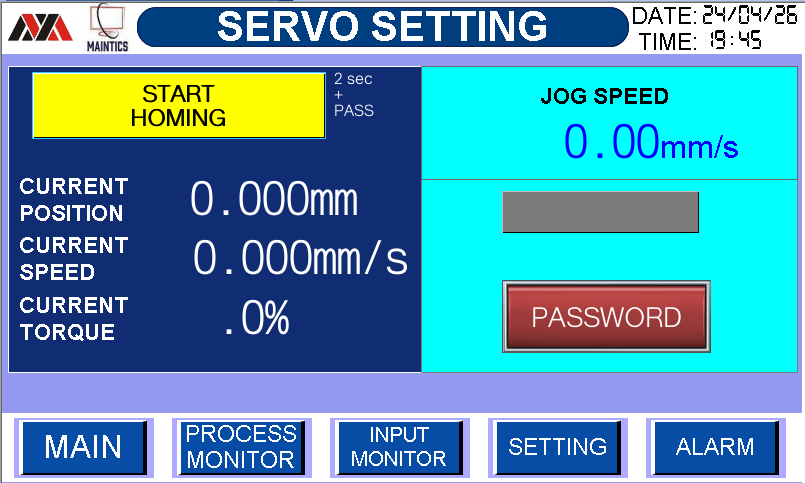 MAINTICS
SERVO SETTING
DATE: 24/04/26
TIME: 19:45
START
HOMING
2 sec
+
PASS
JOG SPEED
0.00mm/s
CURRENT
POSITION
0.000mm
CURRENT
SPEED
0.000mm/s
CURRENT
TORQUE
.0%
PASSWORD
MAIN
PROCESS
MONITOR
INPUT
MONITOR
SETTING
ALARM